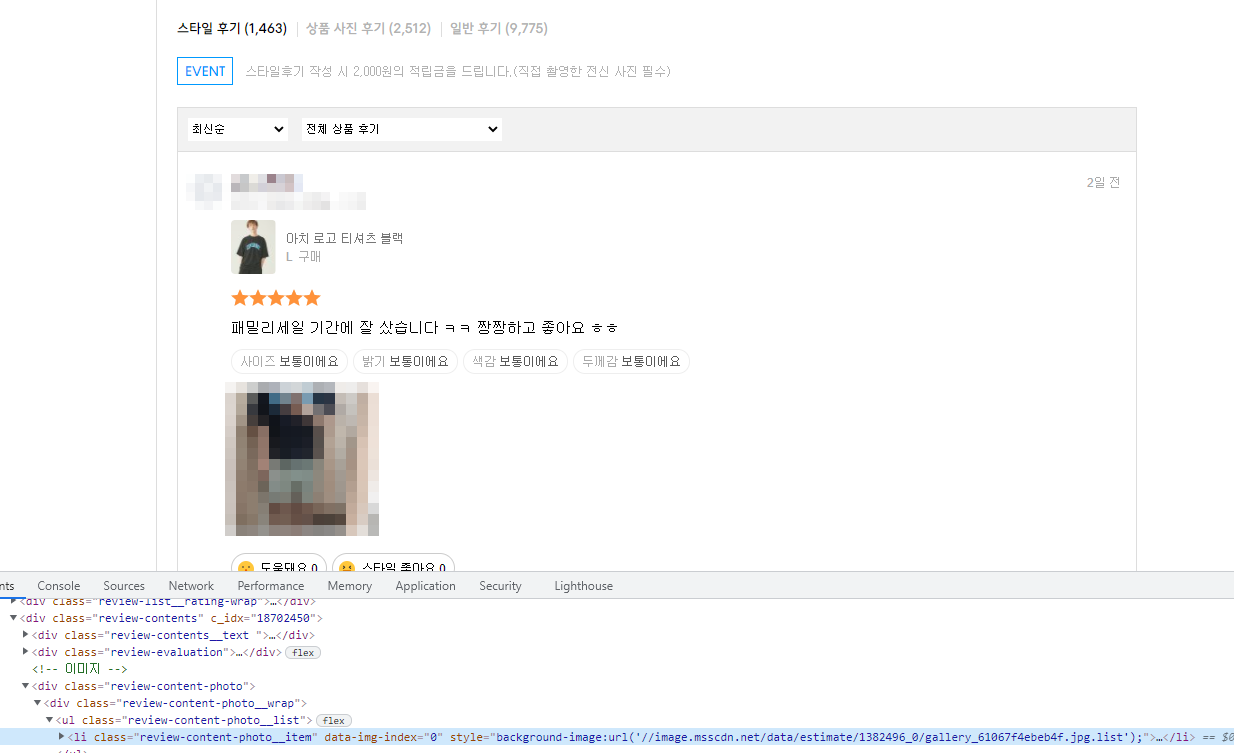 스타일 후기 (1,463) 상품 사진 후기 (2,512) 일반 후기 (9,775)
EVENT 스타일후기 작성 시 2,000원의 적립금을 드립니다.(직접 촬영한 전신 사진 필수)
최신순 전체 상품 후기
2일 전
아치 로고 티셔츠 블랙
L 구매
패밀리세일 기간에 잘 샀습니다 ㅋㅋ 짱짱하고 좋아요 ㅎㅎ
사이즈 보통이에요 밝기 보통이에요 색감 보통이에요 두께감 보통이에요
도움돼요 0 스타일 좋아요 0
nts Console Sources Network Performance Memory Application Security Lighthouse
<div class="review-list__rating-wrap">…</div>
<div class="review-contents" c_idx="18702450">
<div class="review-contents__text ">…</div>
<div class="review-evaluation">…</div> flex
<!-- 이미지 -->
<div class="review-content-photo">
<div class="review-content-photo__wrap">
<ul class="review-content-photo__list"> flex
<li class="review-content-photo__item" data-img-index="0" style="background-image:url('//image.msscdn.net/data/estimate/1382496_0/gallery_61067f4ebeb4f.jpg.list');">…</li> == $0